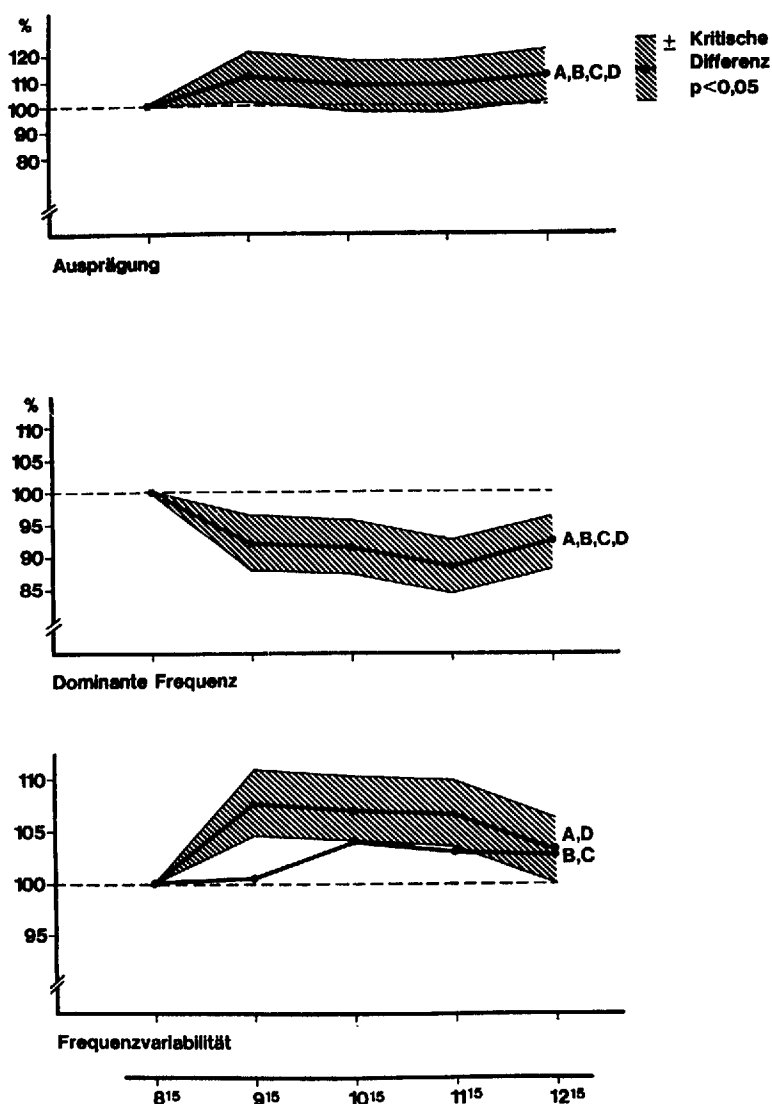 %
120
110
100
90
80
A,B,C,D
± Kritische
Differenz
p<0,05
Ausprägung
%
110
105
100
95
90
85
A,B,C,D
Dominante Frequenz
110
105
100
95
A,D
B,C
Frequenzvariabilität
8¹⁵ 9¹⁵ 10¹⁵ 11¹⁵ 12¹⁵